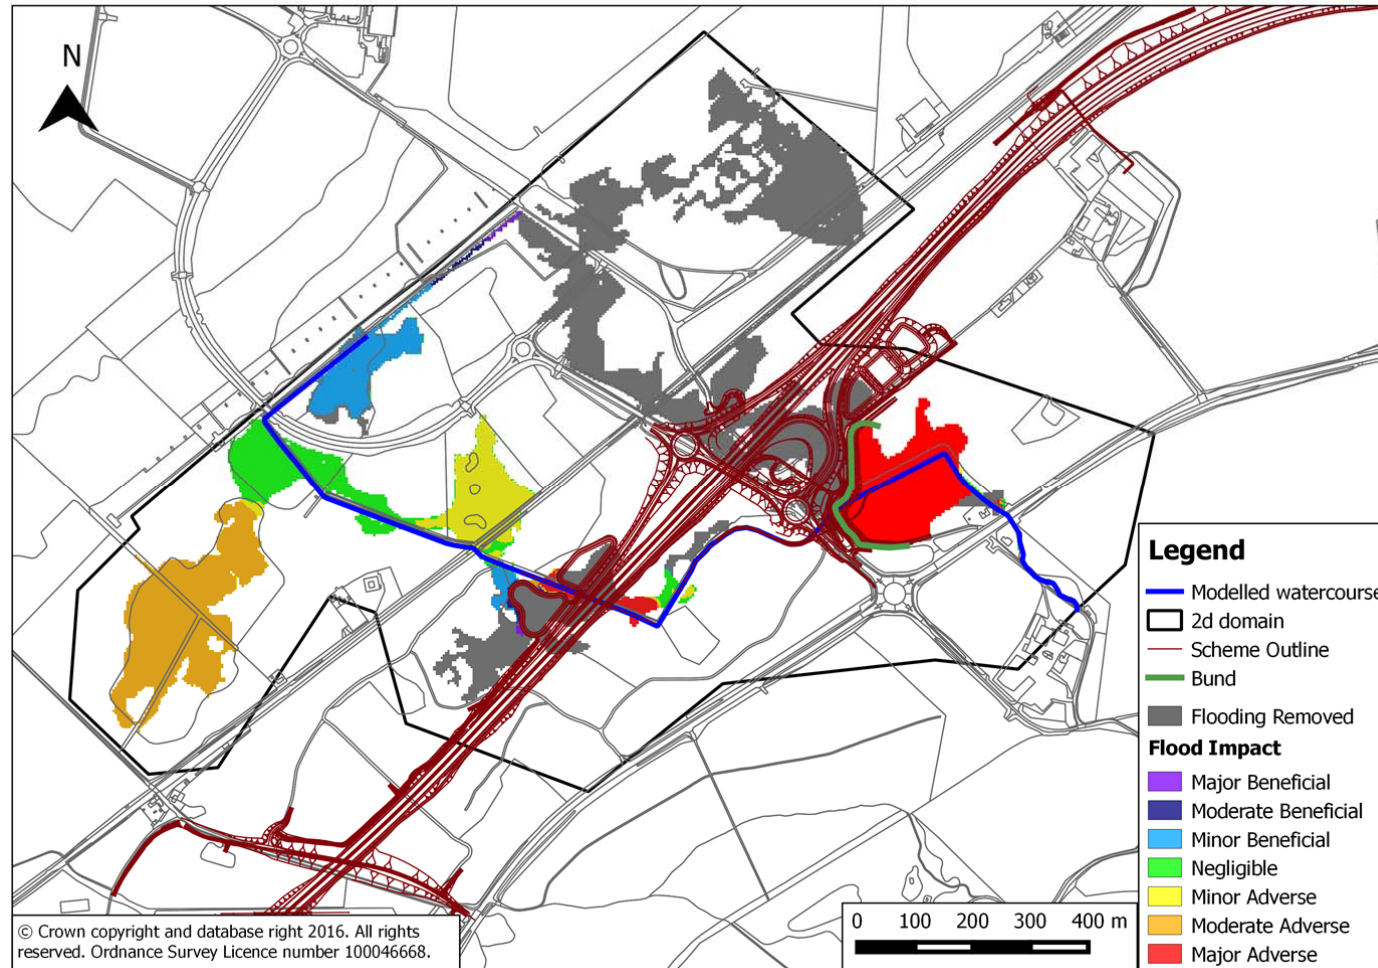 N
Legend
Modelled watercourse
2d domain
Scheme Outline
Bund
Flooding Removed
Flood Impact
Major Beneficial
Moderate Beneficial
Minor Beneficial
Negligible
Minor Adverse
Moderate Adverse
Major Adverse
0 100 200 300 400 m
© Crown copyright and database right 2016. All rights
reserved. Ordnance Survey Licence number 100046668.